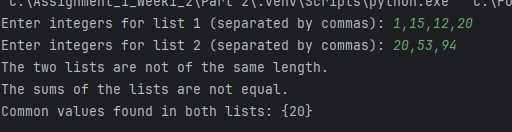 C:\Assignment_1_Week1_2\Part 2\.venv\Scripts\python.exe
Enter integers for list 1 (separated by commas): 1,15,12,20
Enter integers for list 2 (separated by commas): 20,53,94
The two lists are not of the same length.
The sums of the lists are not equal.
Common values found in both lists: {20}